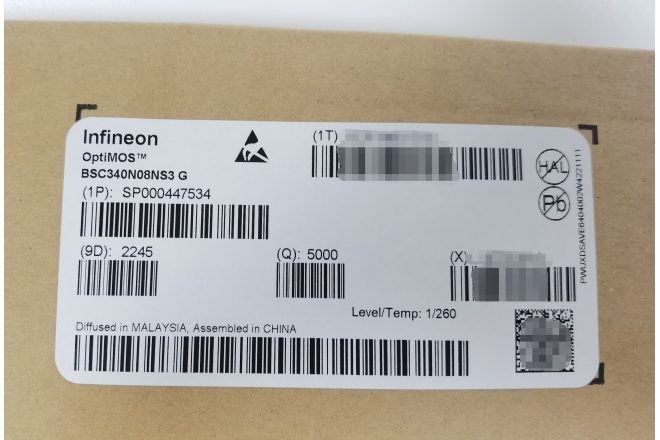 Infineon
OptiMOS™
BSC340N08NS3 G
(1P): SP000447534
(1T)
HAL
Pb
(9D): 2245
(Q): 5000
(X)
Level/Temp: 1/260
Diffused in MALAYSIA, Assembled in CHINA